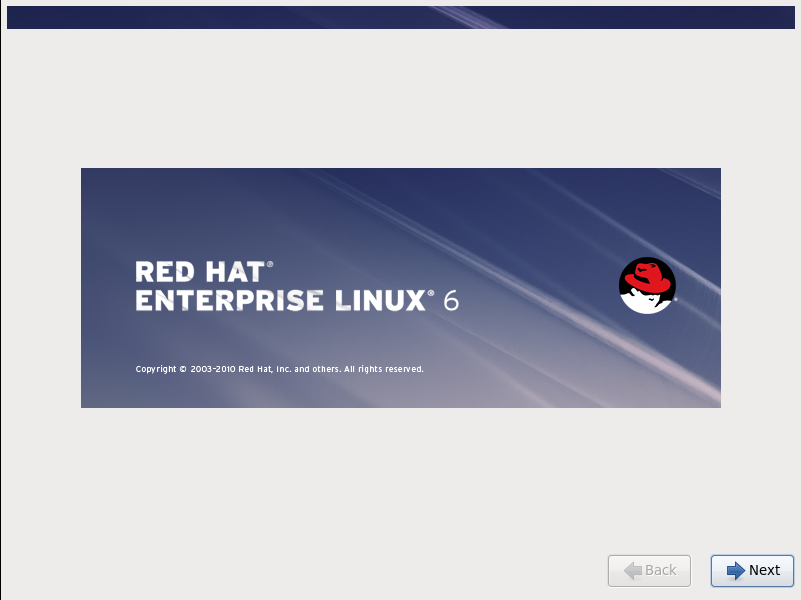 RED HAT®
ENTERPRISE LINUX® 6
Copyright © 2003-2010 Red Hat, Inc. and others. All rights reserved.
Back
Next